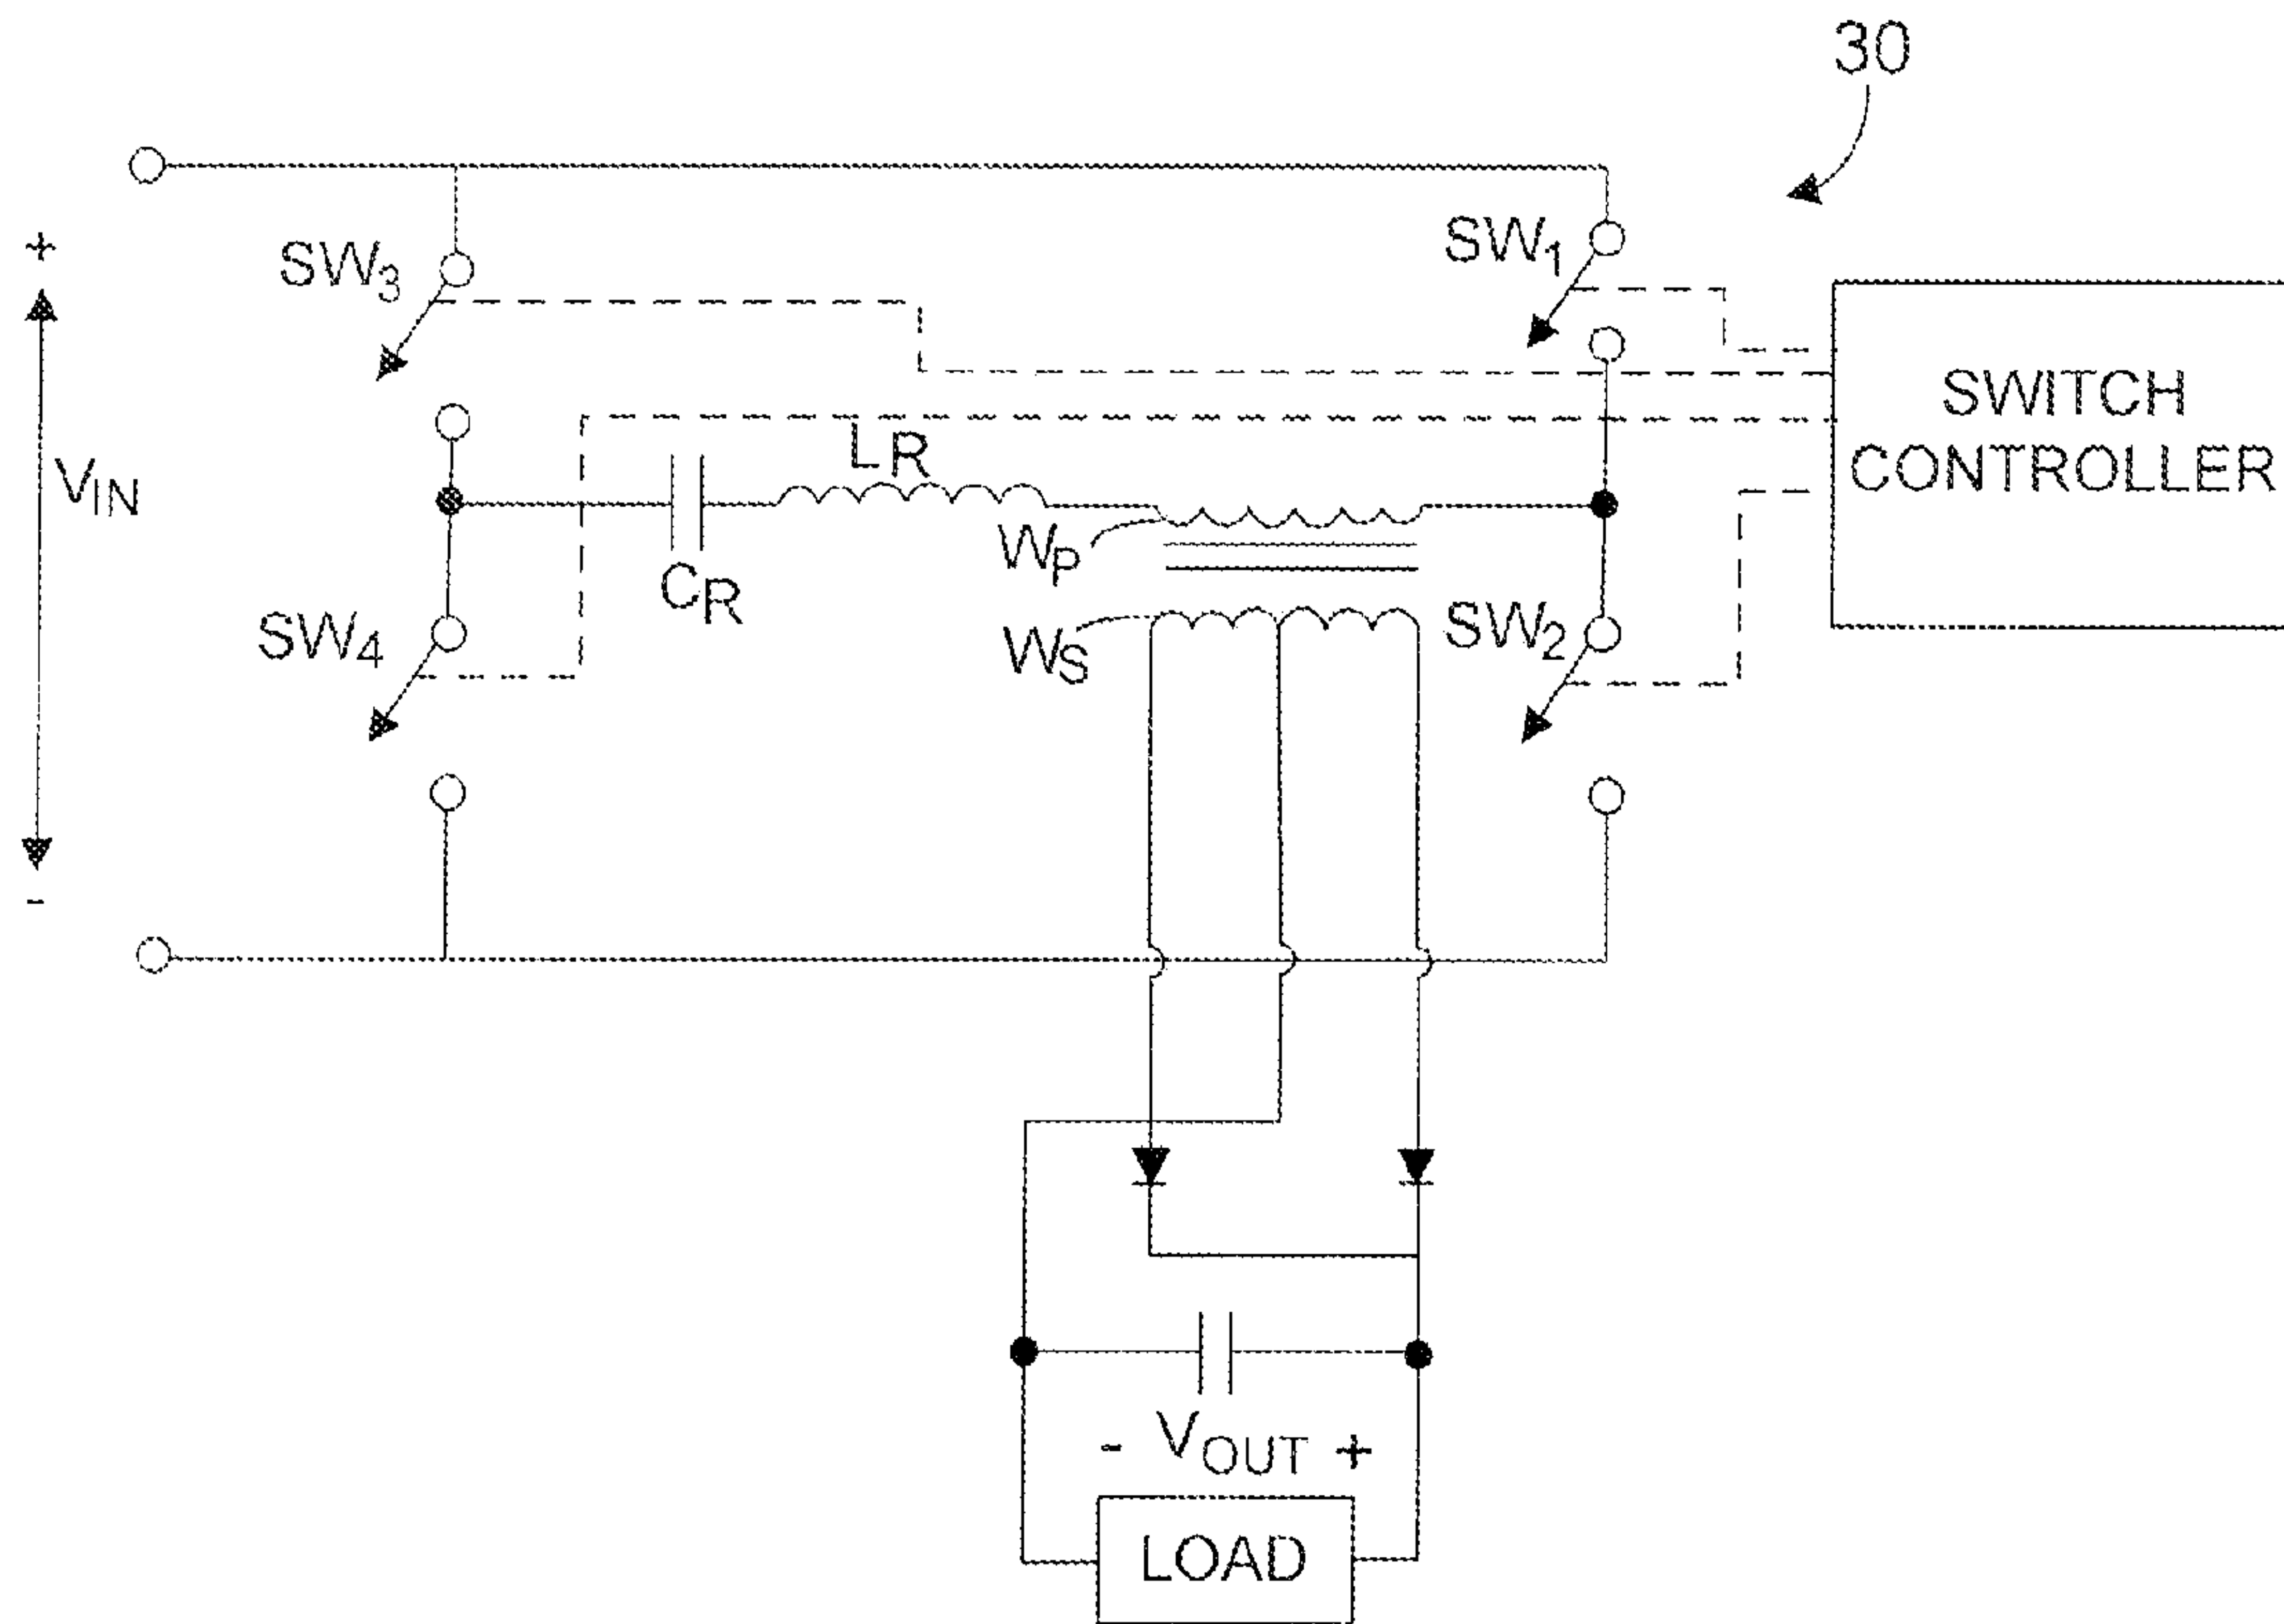 30
+
SW3
SW1
SWITCH
CONTROLLER
VIN
LR
WP
CR
SW4
WS
SW2
-
- VOUT +
LOAD